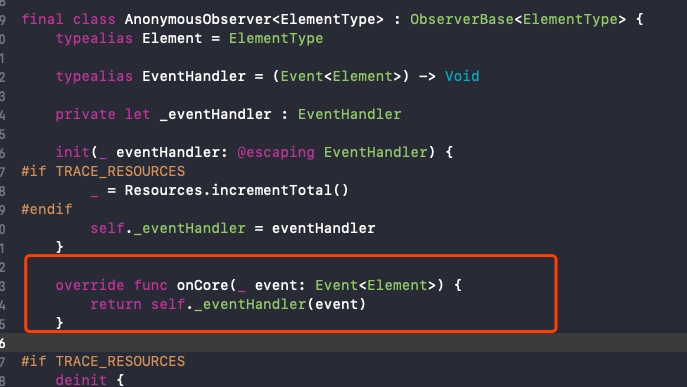 9 final class AnonymousObserver<ElementType> : ObserverBase<ElementType> {
0 typealias Element = ElementType
1
2 typealias EventHandler = (Event<Element>) -> Void
3
4 private let _eventHandler : EventHandler
5
6 init(_ eventHandler: @escaping EventHandler) {
7 #if TRACE_RESOURCES
8 _ = Resources.incrementTotal()
9 #endif
0 self._eventHandler = eventHandler
1 }
2
3 override func onCore(_ event: Event<Element>) {
4 return self._eventHandler(event)
5 }
6
7 #if TRACE_RESOURCES
8 deinit {